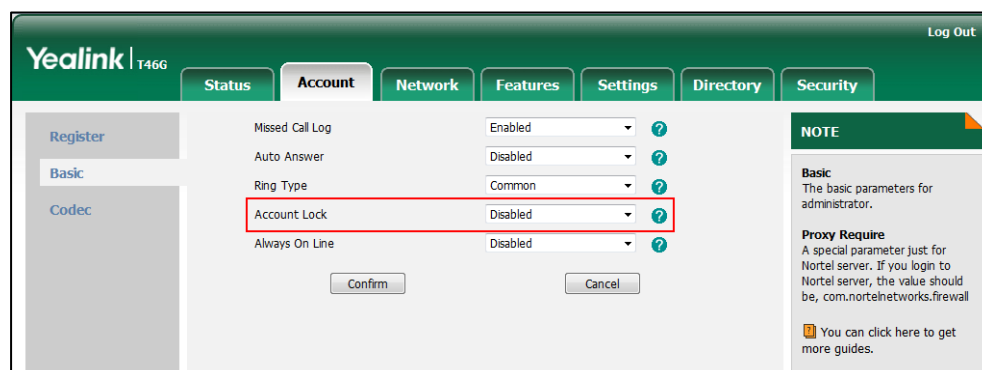 Log Out
Yealink | T46G
Status Account Network Features Settings Directory Security
Register
Basic
Codec
Missed Call Log Enabled
Auto Answer Disabled
Ring Type Common
Account Lock Disabled
Always On Line Disabled
Confirm Cancel
NOTE
Basic
The basic parameters for
administrator.
Proxy Require
A special parameter just for
Nortel server. If you login to
Nortel server, the value should
be, com.nortelnetworks.firewall
You can click here to get
more guides.